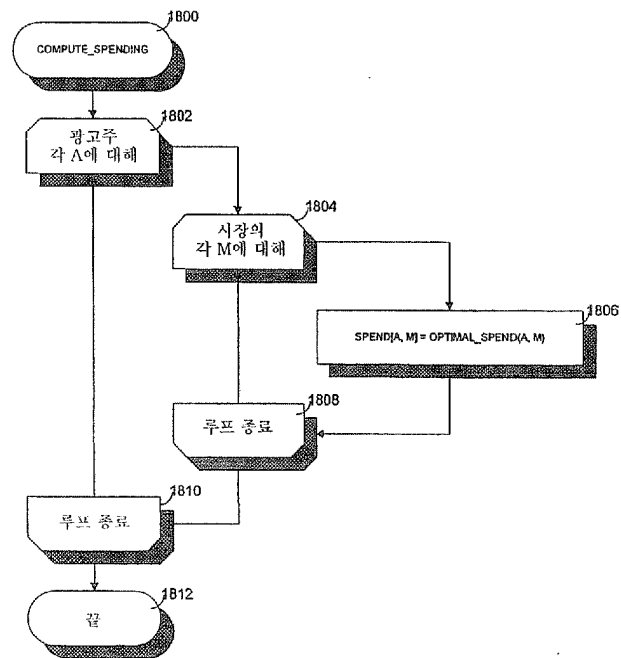 1800
COMPUTE_SPENDING
1802
광고주
각 A에 대해
1804
시장의
각 M에 대해
1806
SPEND[A, M] = OPTIMAL_SPEND(A, M)
1808
루프 종료
1810
루프 종료
1812
끝